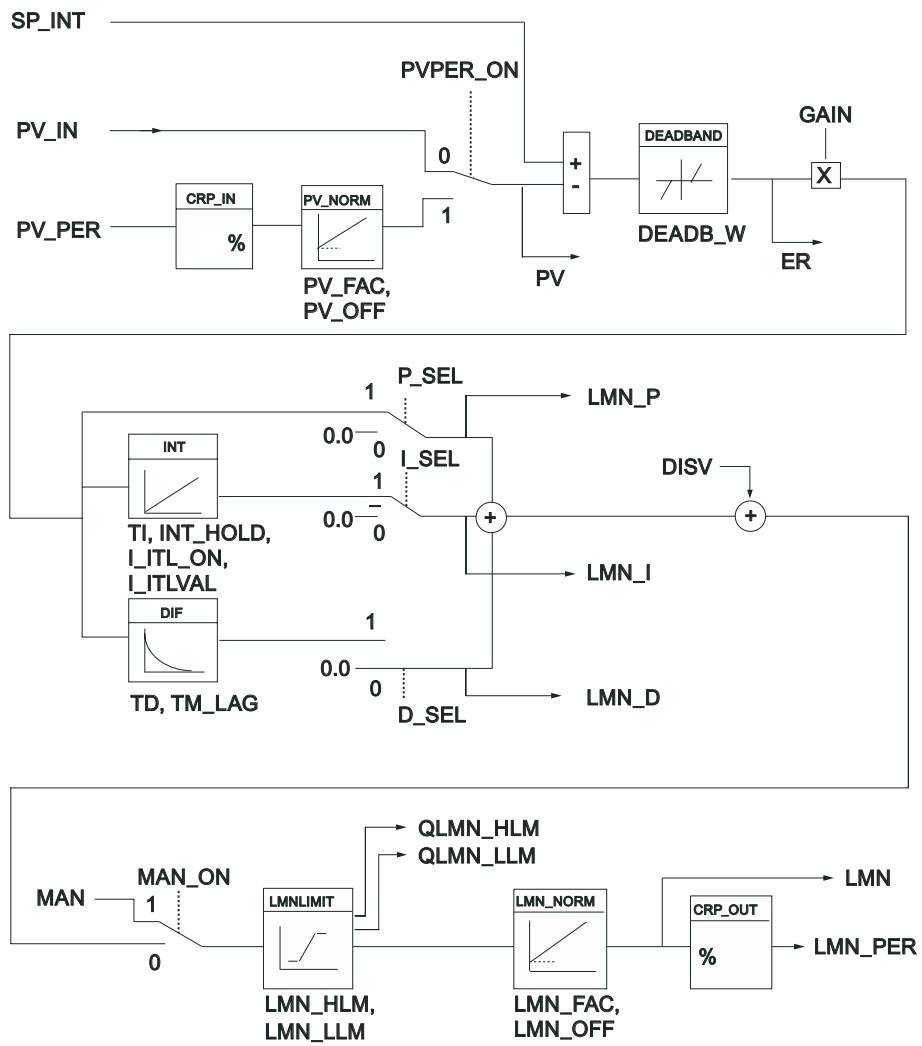 SP_INT
PVPER_ON
PV_IN
GAIN
DEADBAND
0
+
-
X
CRP_IN
%
PV_NORM
1
PV_PER
DEADB_W
ER
PV
PV_FAC,
PV_OFF
P_SEL
1
LMN_P
0.0
0
INT
I_SEL
DISV
1
0.0
0
+
+
TI, INT_HOLD,
I_ITL_ON,
I_ITLVAL
LMN_I
DIF
1
0.0
0
LMN_D
TD, TM_LAG
D_SEL
QLMN_HLM
QLMN_LLM
MAN_ON
MAN
1
LMNLIMIT
LMN_NORM
LMN
CRP_OUT
%
LMN_PER
0
LMN_HLM,
LMN_LLM
LMN_FAC,
LMN_OFF